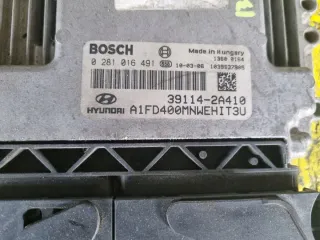 BOSCH
Made in Hungary
0 281 016 491
10-03-06
HYUNDAI
39114-2A410
A1FD400MNWEHIT3U